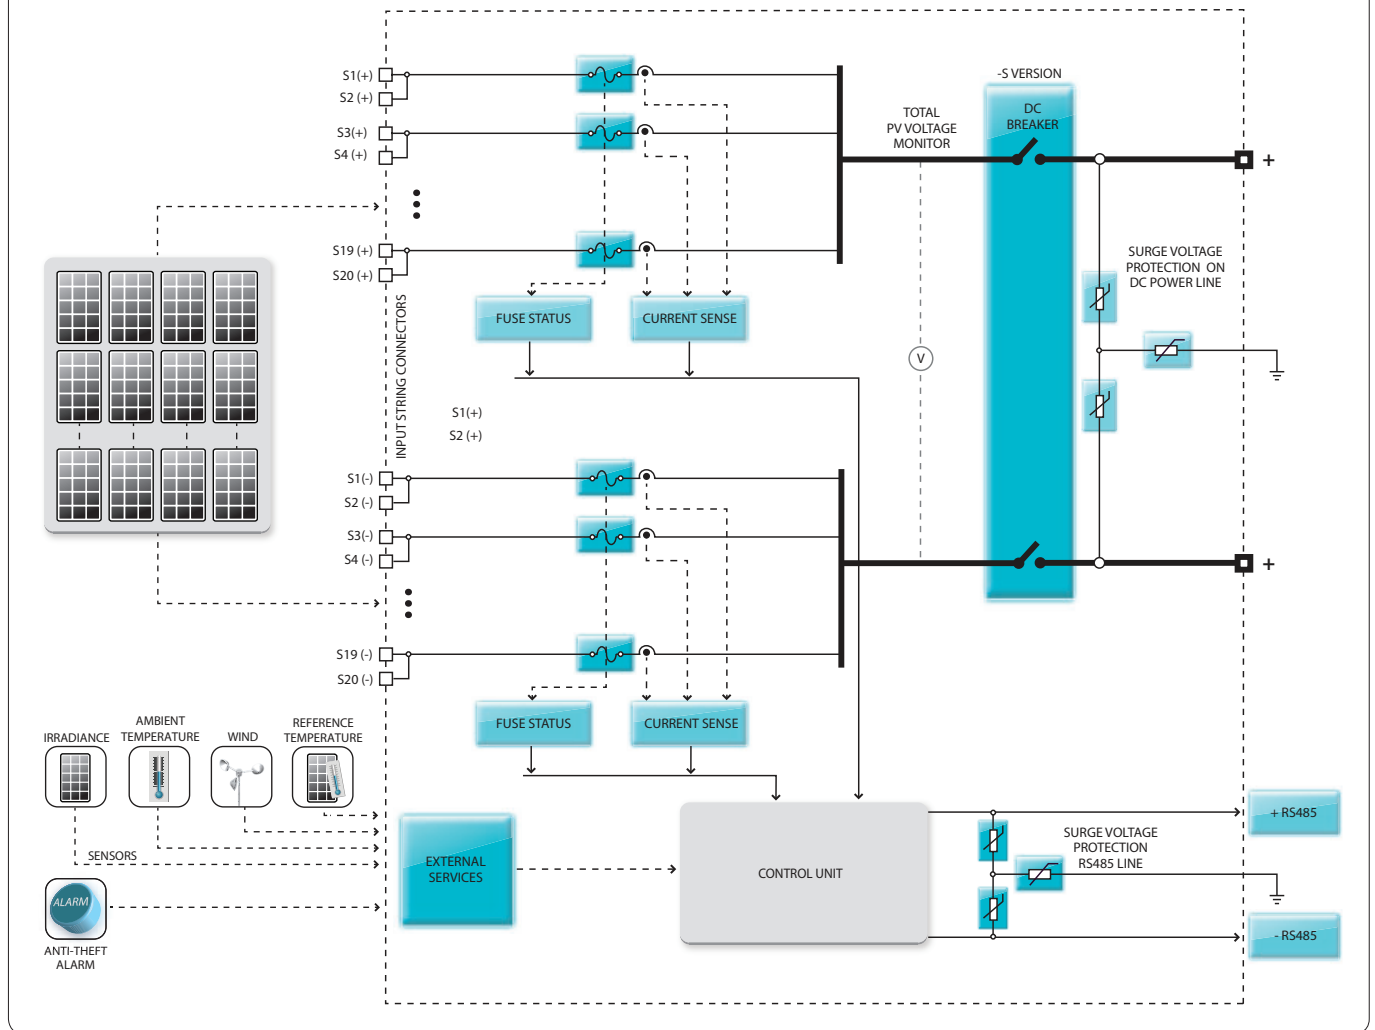 S1(+)
S2 (+)
S3(+)
S4 (+)
S19 (+)
S20 (+)
INPUT STRING CONNECTORS
FUSE STATUS
CURRENT SENSE
TOTAL
PV VOLTAGE
MONITOR
-S VERSION
DC
BREAKER
+
SURGE VOLTAGE
PROTECTION ON
DC POWER LINE
V
S1(+)
S2 (+)
S1(-)
S2 (-)
S3(-)
S4 (-)
S19 (-)
S20 (-)
+
FUSE STATUS
CURRENT SENSE
IRRADIANCE
AMBIENT
TEMPERATURE
WIND
REFERENCE
TEMPERATURE
SENSORS
ALARM
ANTI-THEFT
ALARM
EXTERNAL
SERVICES
CONTROL UNIT
SURGE VOLTAGE
PROTECTION
RS485 LINE
+ RS485
- RS485